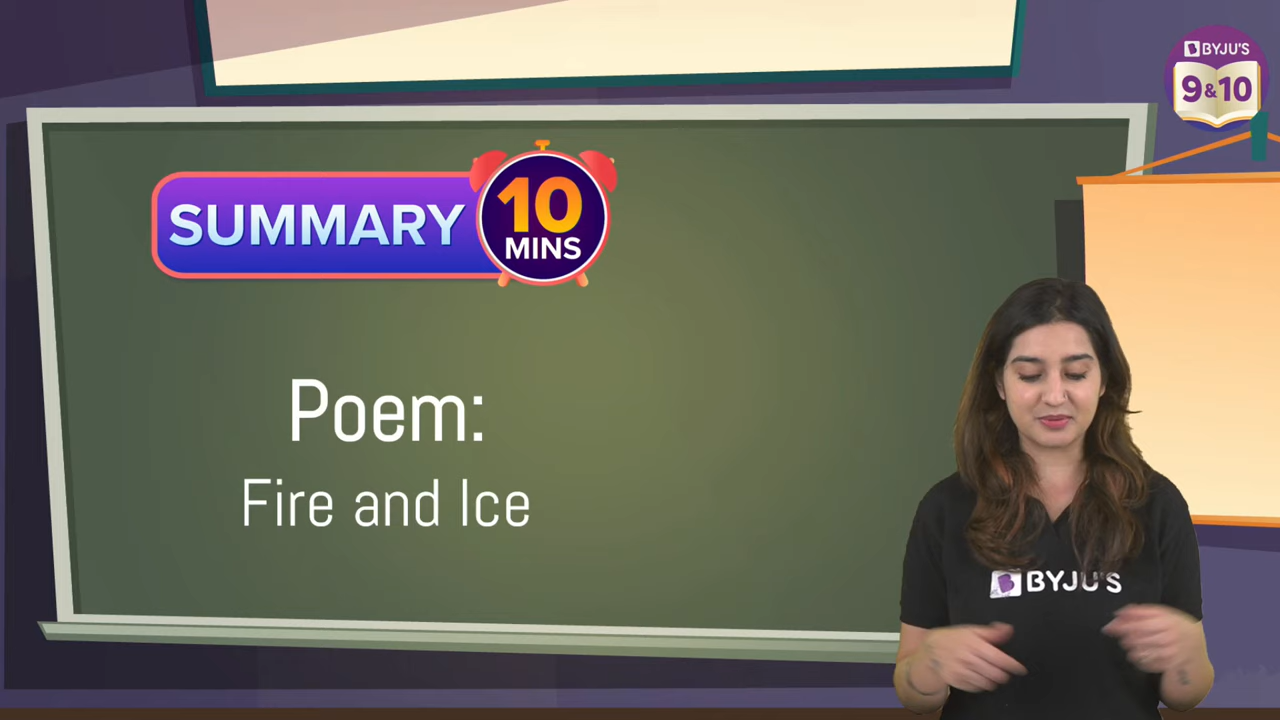 BYJU'S
9&10
SUMMARY 10
MINS
Poem:
Fire and Ice
BYJU'S